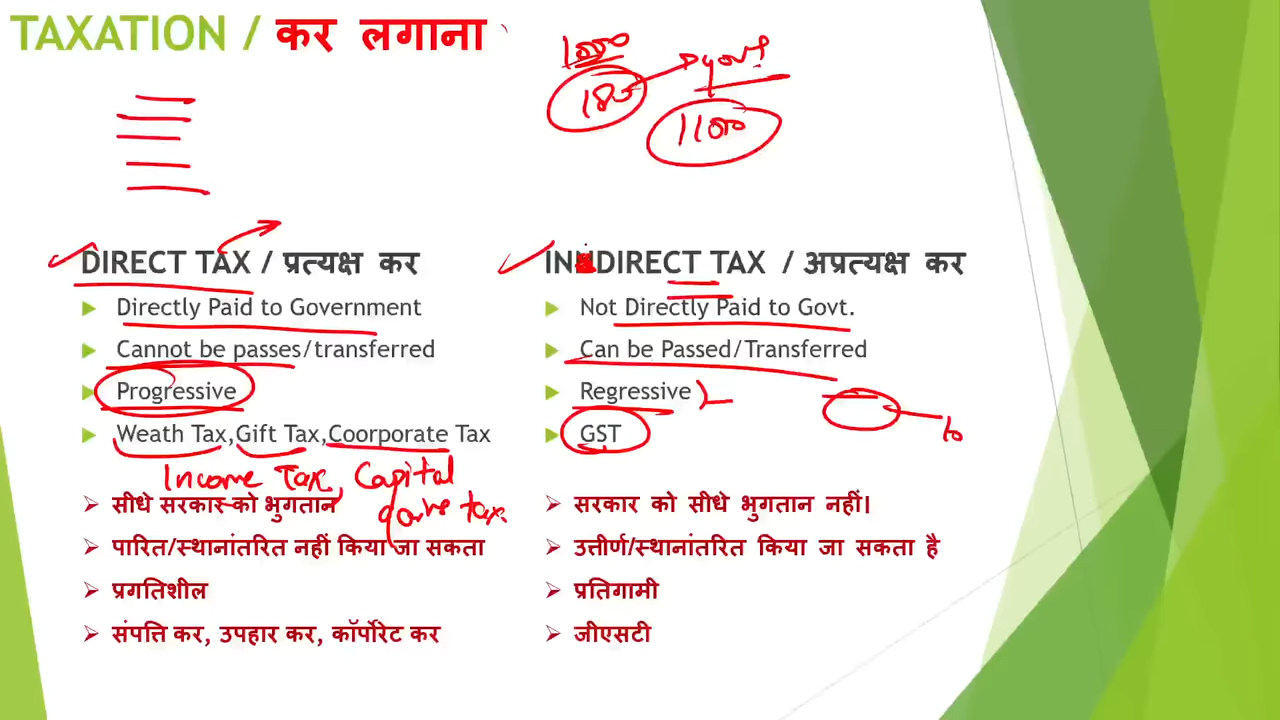 TAXATION / कर लगाना
1000
180 govt
DIRECT TAX / प्रत्यक्ष कर
Directly Paid to Government
Cannot be passes/transferred
Progressive
Weath Tax,Gift Tax,Coorporate Tax
Income Tax, Capital
tax
सीधे सरकार को भुगतान
पारित/स्थानांतरित नहीं किया जा सकता
प्रगतिशील
संपत्ति कर, उपहार कर, कॉर्पोरेट कर
INDIRECT TAX / अप्रत्यक्ष कर
Not Directly Paid to Govt.
Can be Passed/Transferred
Regressive
GST
सरकार को सीधे भुगतान नहीं।
उत्तीर्ण/स्थानांतरित किया जा सकता है
प्रतिगामी
जीएसटी